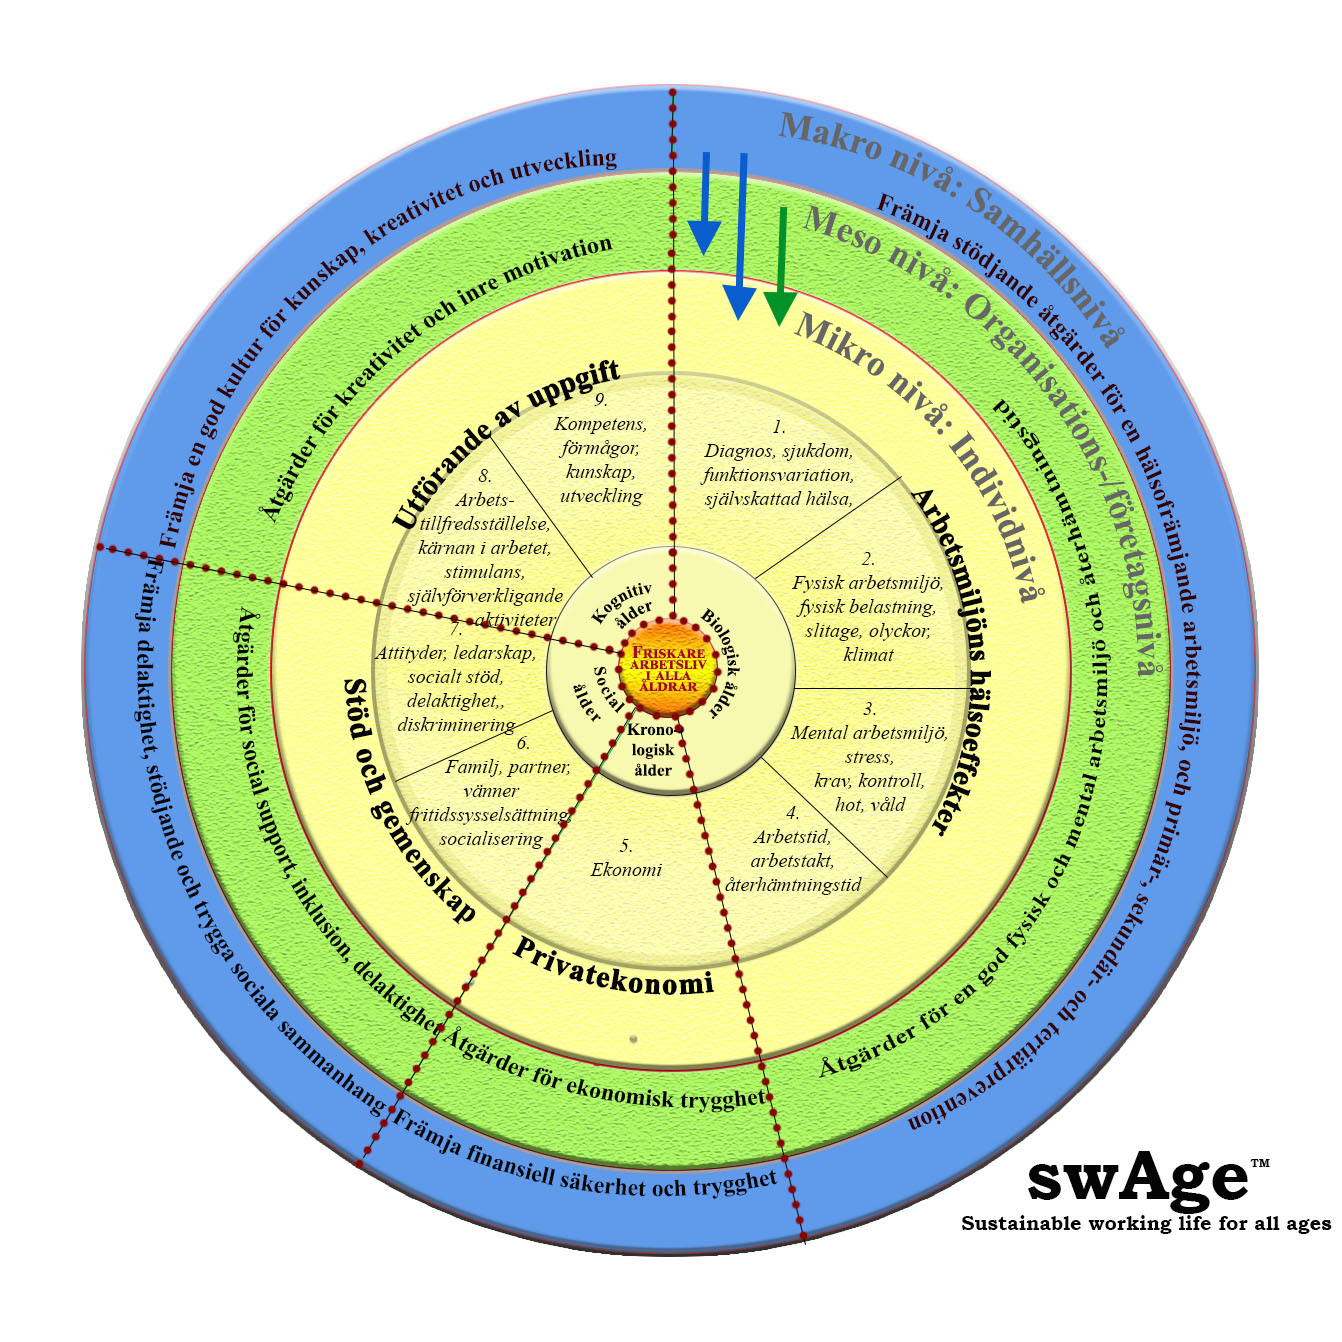 Makro nivå: Samhällsnivå
Främja stödjande åtgärder för en hälsofrämjande arbetsmiljö, och primär-, sekundär- och tertiärprevention
Främja finansiell säkerhet och trygghet
Främja delaktighet, stödjande och trygga sociala sammanhang
Främja en god kultur för kunskap, kreativitet och utveckling
Meso nivå: Organisations-/företagsnivå
Åtgärder för en god fysisk och mental arbetsmiljö och återhämtningstid
Åtgärder för ekonomisk trygghet
Åtgärder för social support, inklusion, delaktighet
Åtgärder för kreativitet och inre motivation
Mikro nivå: Individnivå
Arbetsmiljöns hälsoeffekter
Privatekonomi
Stöd och gemenskap
Utförande av uppgift
1.
Diagnos, sjukdom,
funktionsvariation,
självskattad hälsa,
2.
Fysisk arbetsmiljö,
fysisk belastning,
slitage, olyckor,
klimat
3.
Mental arbetsmiljö,
stress,
krav, kontroll,
hot, våld
4.
Arbetstid,
arbetstakt,
återhämtningstid
5.
Ekonomi
6.
Familj, partner,
vänner
fritidssysselsättning,
socialisering
7.
Attityder, ledarskap,
socialt stöd,
delaktighet,,
diskriminering
8.
Arbets-
tillfredsställelse,
kärnan i arbetet,
stimulans,
självförverkligande
aktiviteter
9.
Kompetens,
förmågor,
kunskap,
utveckling
Biologisk ålder
Krono-
logisk
ålder
Social
ålder
Kognitiv
ålder
FRISKARE
ARBETSLIV
I ALLA
ÅLDRAR
swAge™
Sustainable working life for all ages